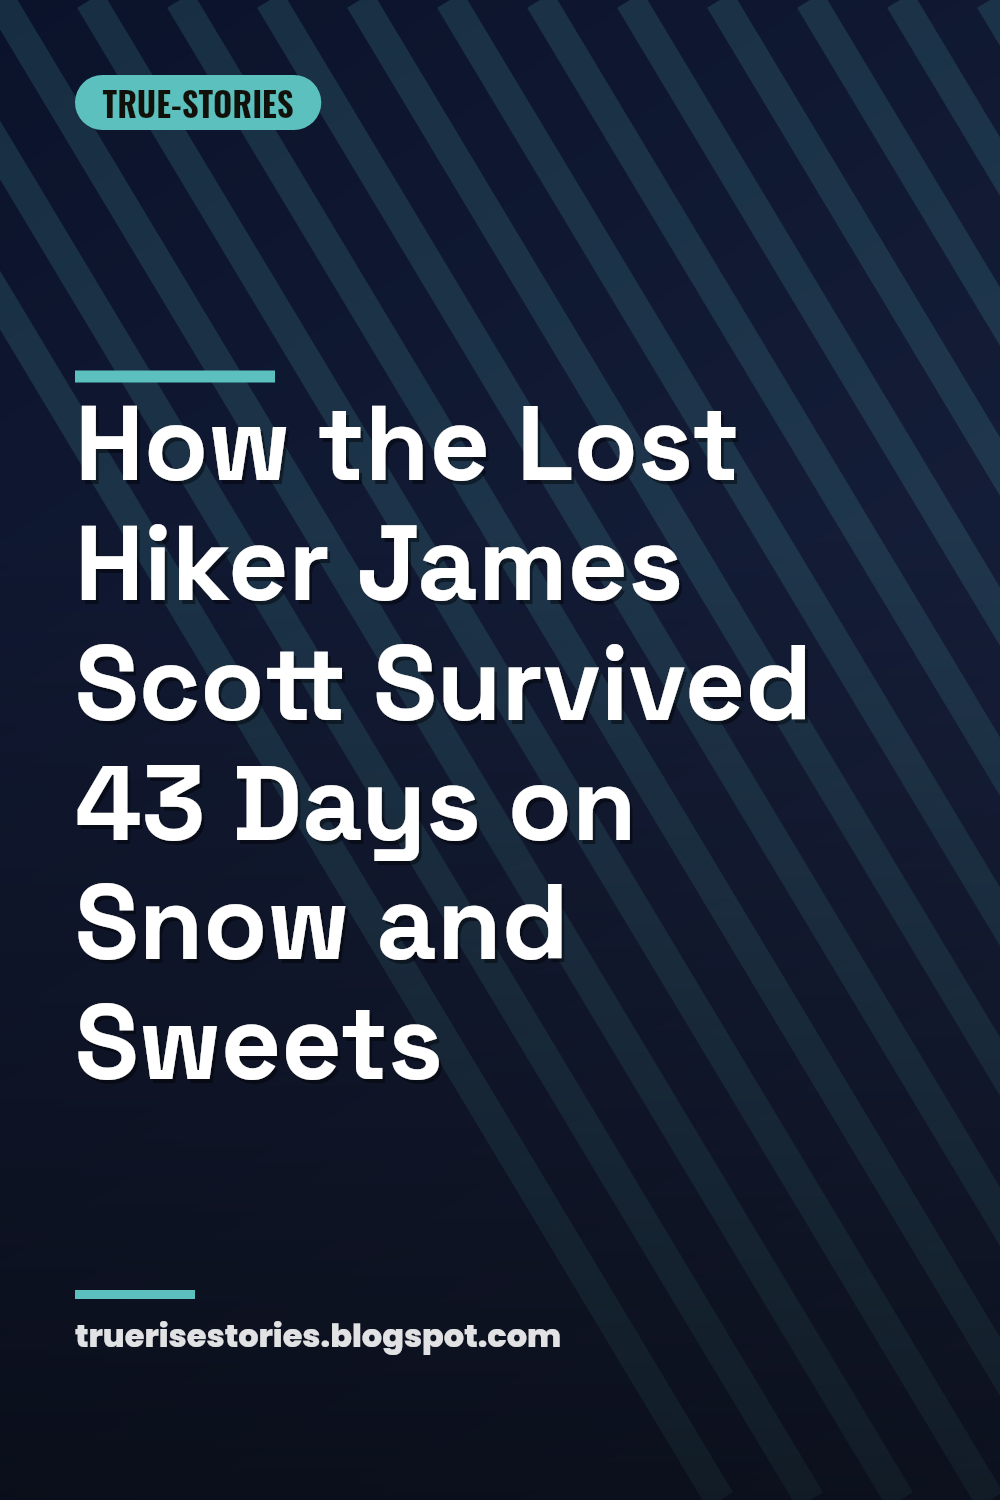 TRUE-STORIES
How the Lost
Hiker James
Scott Survived
43 Days on
Snow and
Sweets
truerisestories.blogspot.com